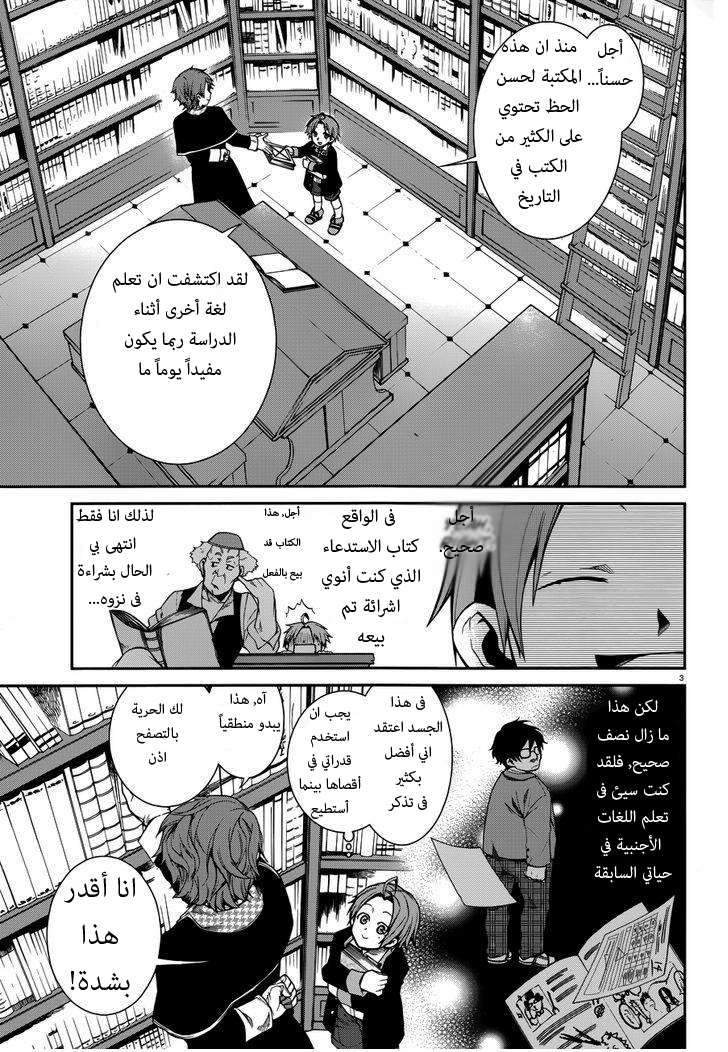 أجل
حسناً...
منذ ان هذه
المكتبة لحسن
الحظ تحتوي
على الكثير من
الكتب في
التاريخ
لقد اكتشفت ان تعلم
لغة أخرى أثناء
الدراسة ربما يكون
مفيداً يوماً ما
أجل
صحيح.
فى الواقع
كتاب الاستدعاء
الذي كنت أنوي
اشرائة تم
بيعه
أجل, هذا
الكتاب قد
بيع بالفعل
لذلك انا فقط
انتهى بي
الحال بشراءة
فى نزوه...
3
لكن هذا
ما زال نصف
صحيح, فلقد
كنت سيئ فى
تعلم اللغات
الأجنبية في
حياتي السابقة
فى هذا
الجسد اعتقد
اني أفضل
بكثير
فى تذكر
يجب ان
استخدم
قدراتي في
أقصاها بينما
أستطيع
آه, هذا
يبدو منطقياً
لك الحرية
بالتصفح
اذن
انا أقدر
هذا
بشدة!